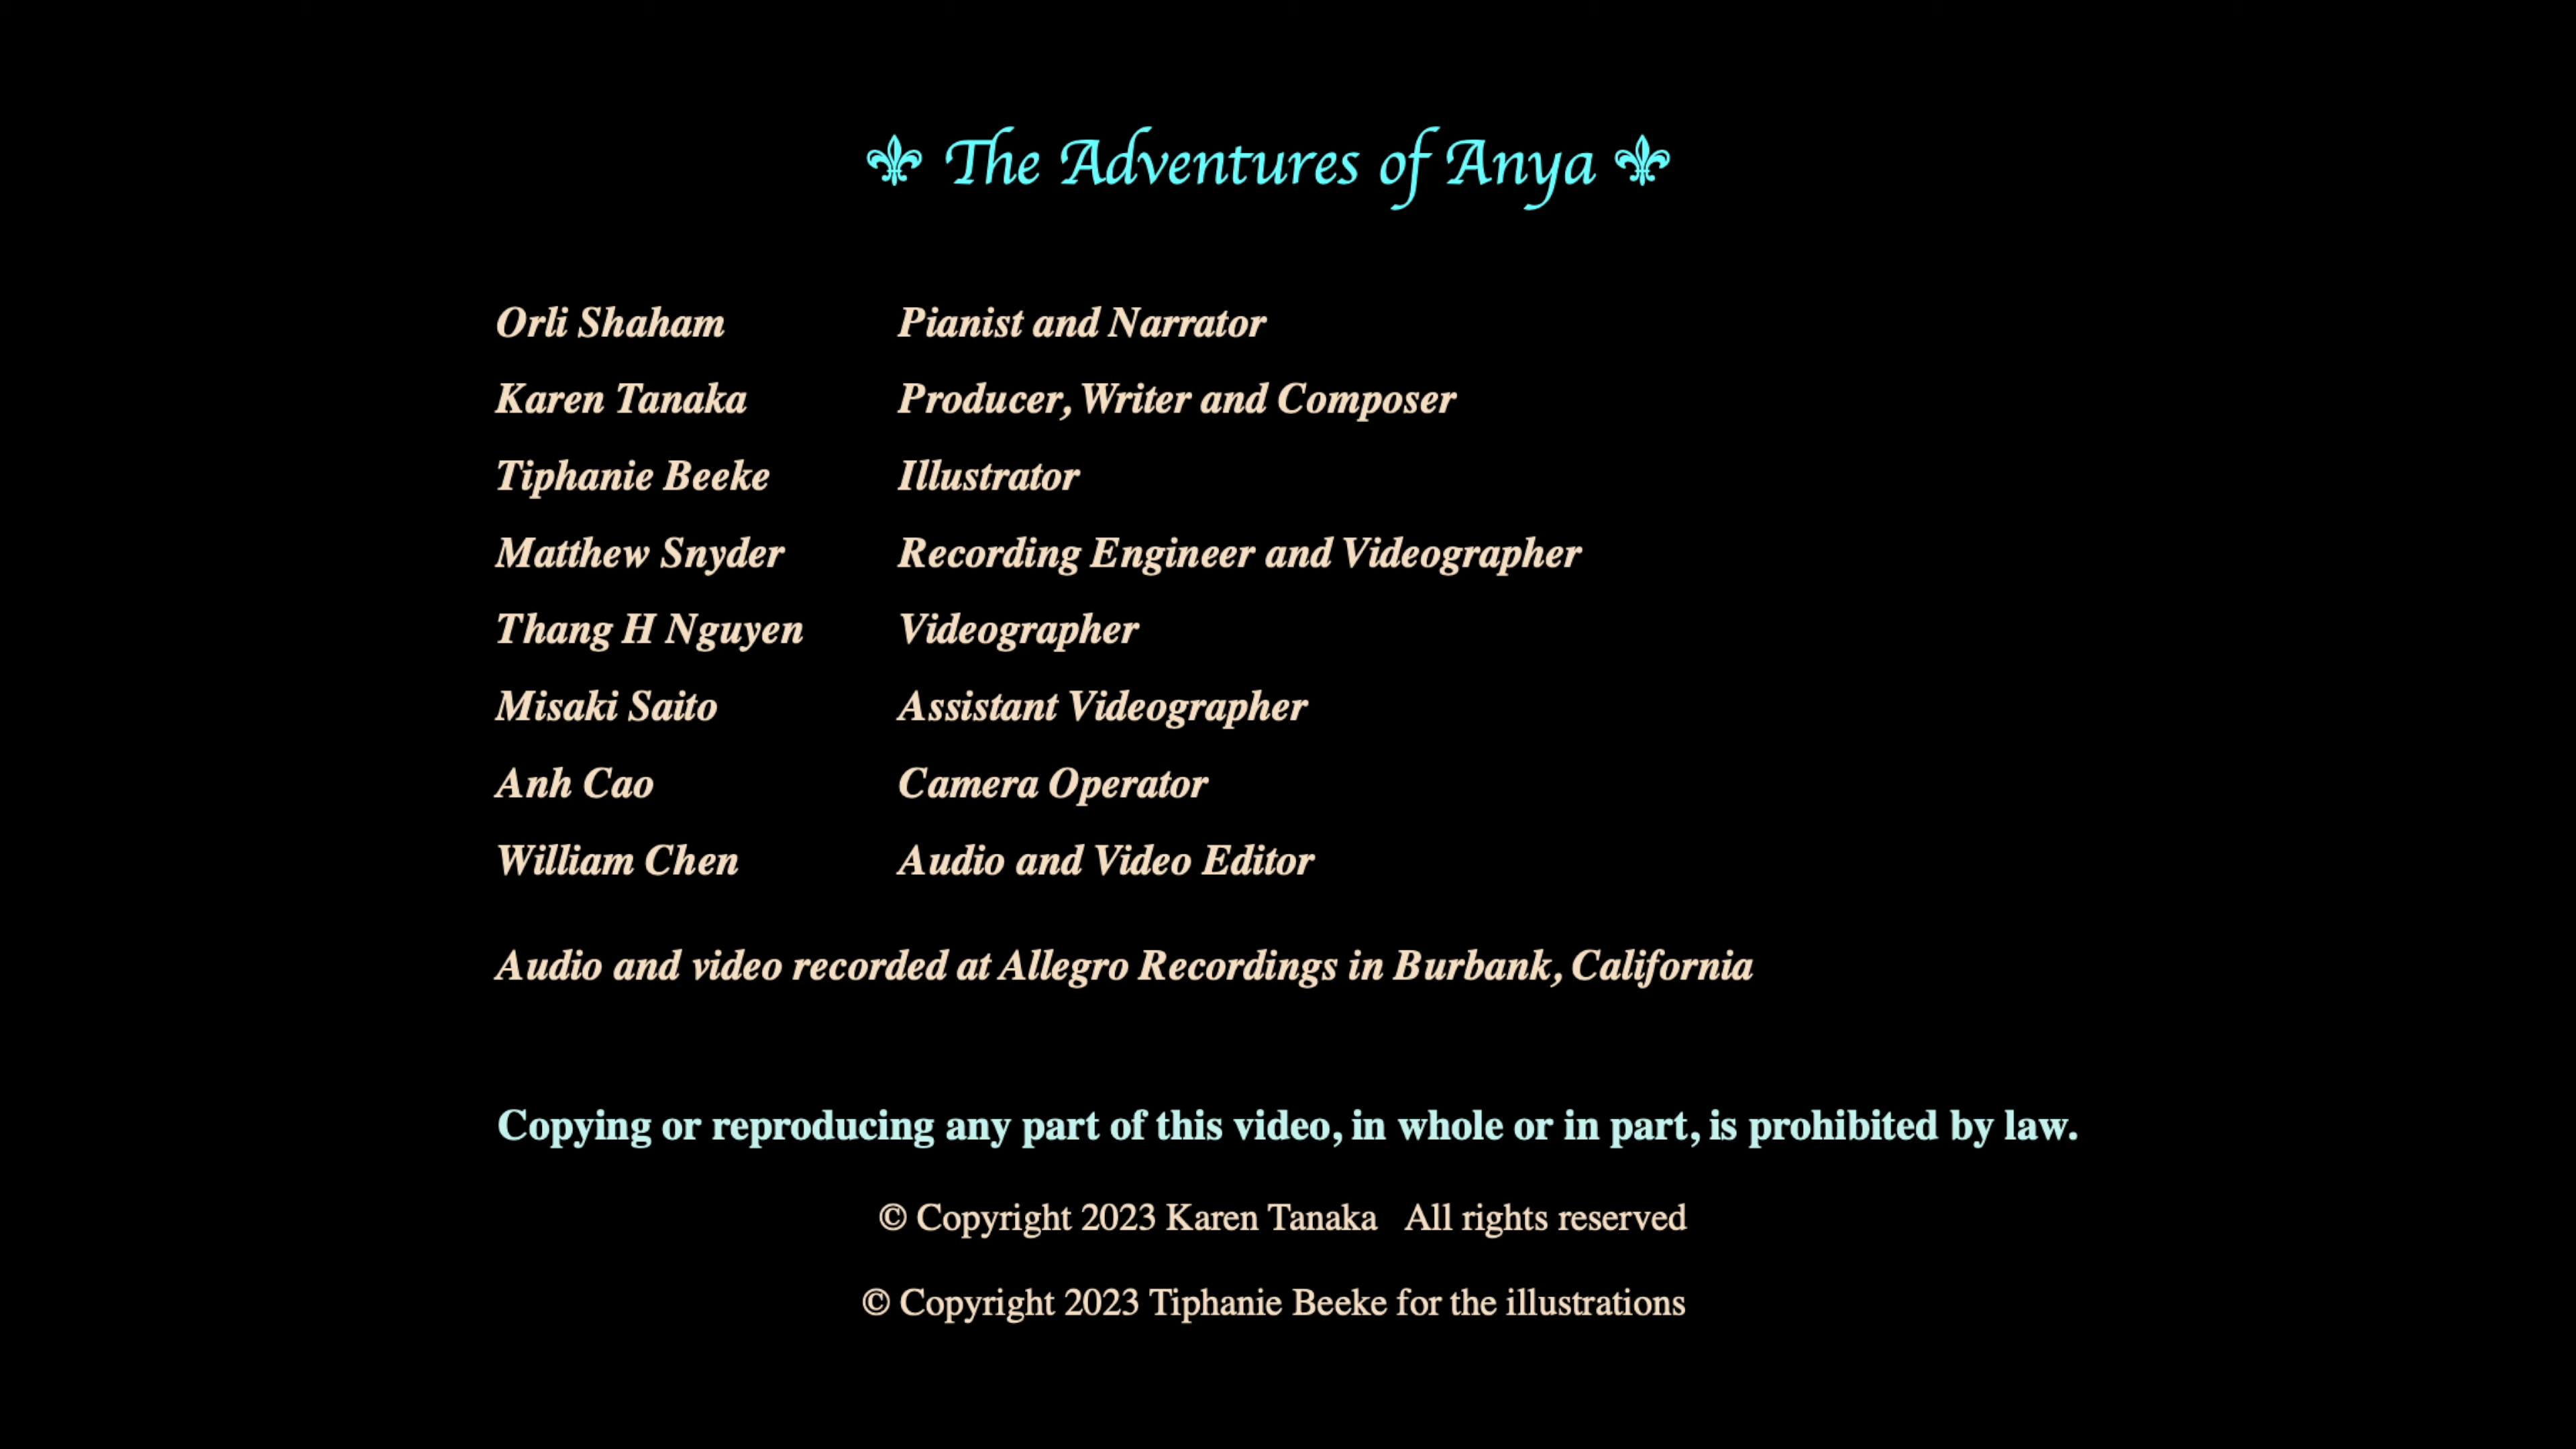 ⚜ The Adventures of Anya ⚜
Orli Shaham Pianist and Narrator
Karen Tanaka Producer, Writer and Composer
Tiphanie Beeke Illustrator
Matthew Snyder Recording Engineer and Videographer
Thang H Nguyen Videographer
Misaki Saito Assistant Videographer
Anh Cao Camera Operator
William Chen Audio and Video Editor
Audio and video recorded at Allegro Recordings in Burbank, California
Copying or reproducing any part of this video, in whole or in part, is prohibited by law.
© Copyright 2023 Karen Tanaka All rights reserved
© Copyright 2023 Tiphanie Beeke for the illustrations